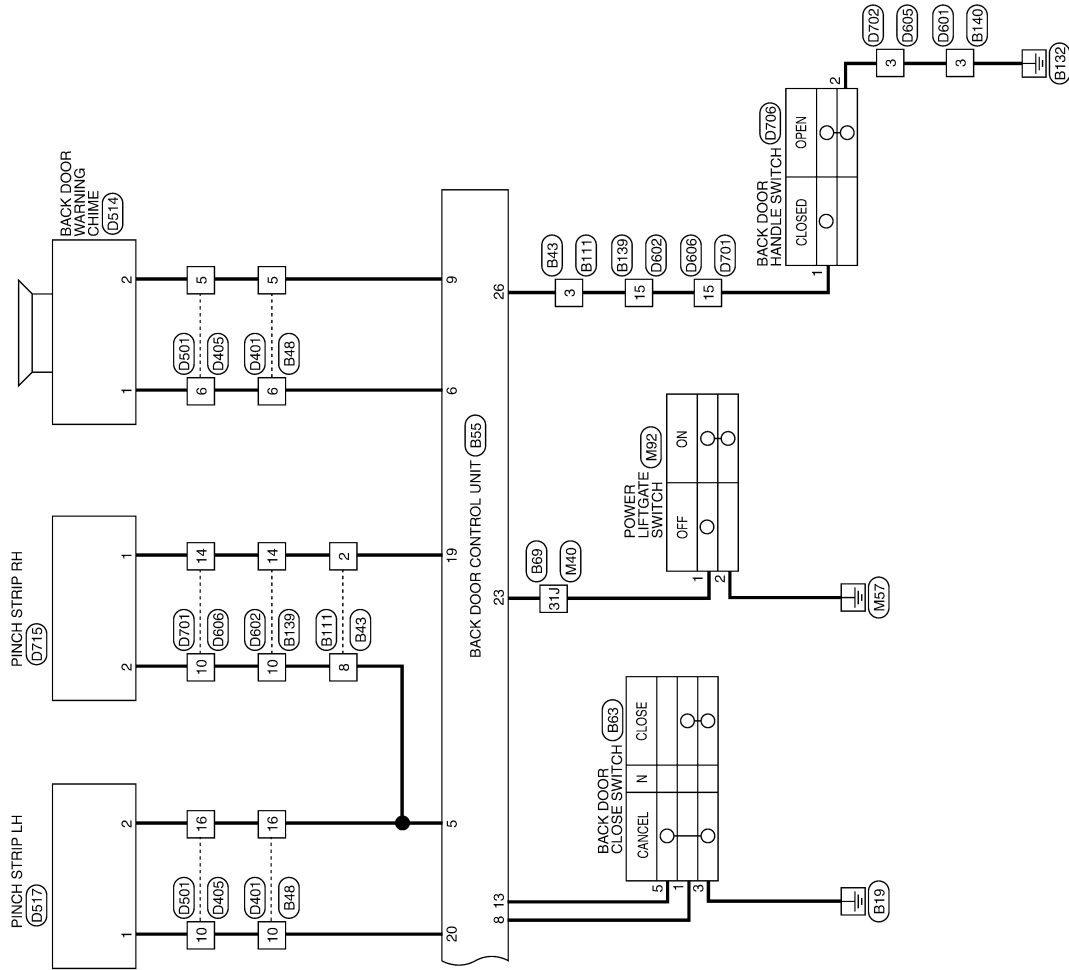 PINCH STRIP LH
D517
1
2
D501
D405
10
16
D401
B48
10
16
20
5
PINCH STRIP RH
D715
2
1
D701
D606
10
14
D602
B139
10
14
B111
B43
8
2
19
BACK DOOR
WARNING
CHIME
D514
1
2
D501
D405
6
5
D401
B48
6
5
6
9
BACK DOOR CONTROL UNIT
B55
8
13
23
26
BACK DOOR
CLOSE SWITCH
B63
CANCEL
N
CLOSE
5
1
3
B19
B69
31J
M40
POWER
LIFTGATE
SWITCH
M92
OFF
ON
1
2
M57
B43
3
B111
B139
15
D602
D606
15
D701
BACK DOOR
HANDLE SWITCH
D706
CLOSED
OPEN
1
2
D702
3
D605
D601
3
B140
B132